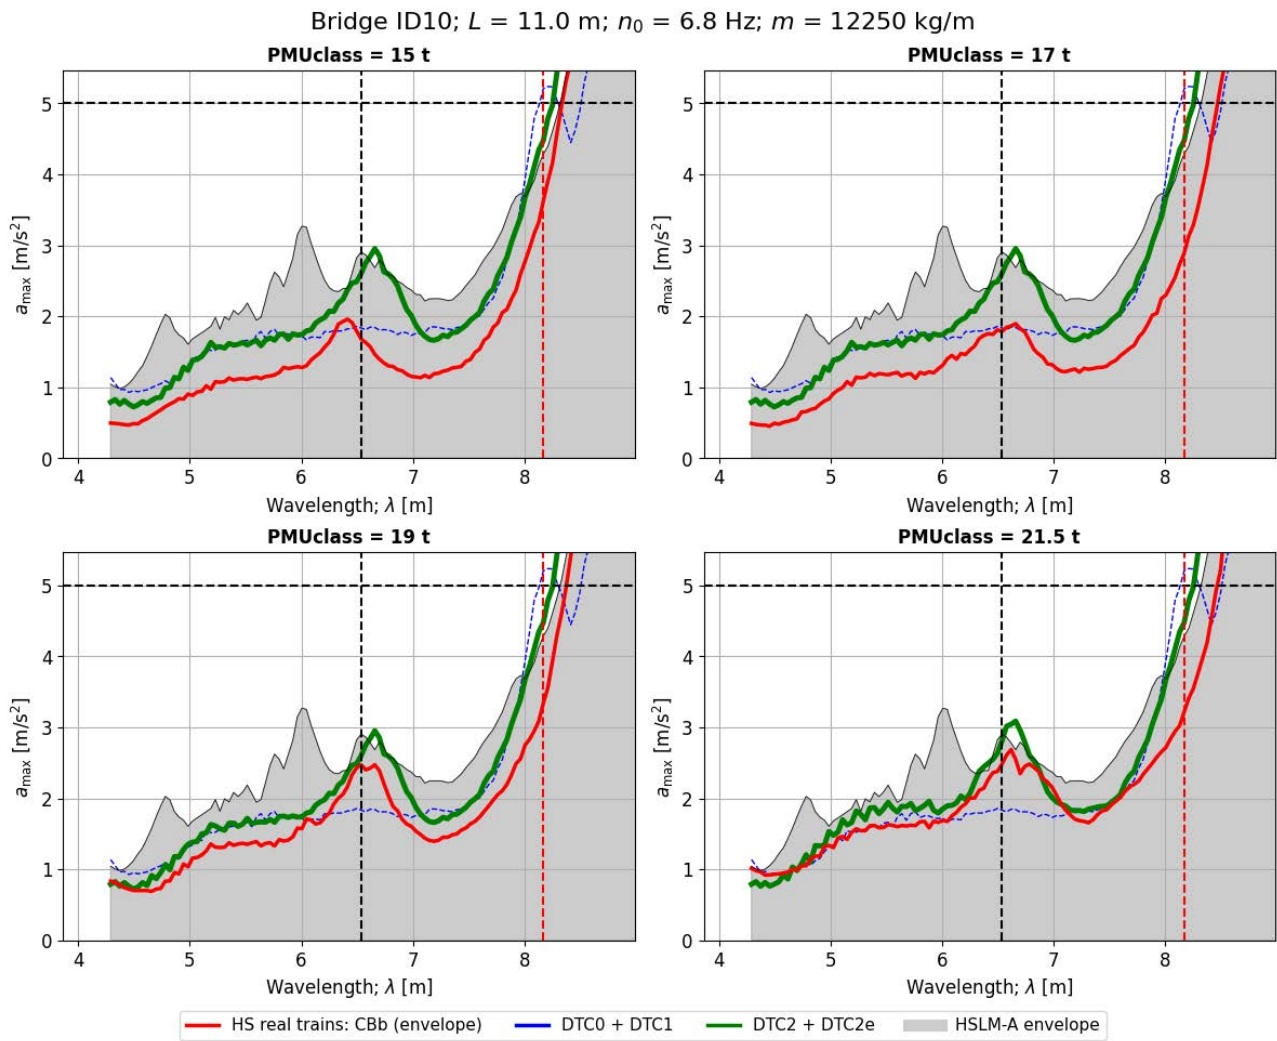 Bridge ID10; L = 11.0 m; n₀ = 6.8 Hz; m = 12250 kg/m
PMUclass = 15 t
5
4
3
2
1
0
a_max [m/s²]
4 5 6 7 8
Wavelength; λ [m]
PMUclass = 17 t
5
4
3
2
1
0
a_max [m/s²]
4 5 6 7 8
Wavelength; λ [m]
PMUclass = 19 t
5
4
3
2
1
0
a_max [m/s²]
4 5 6 7 8
Wavelength; λ [m]
PMUclass = 21.5 t
5
4
3
2
1
0
a_max [m/s²]
4 5 6 7 8
Wavelength; λ [m]
HS real trains: CBb (envelope) DTC0 + DTC1 DTC2 + DTC2e HSLM-A envelope